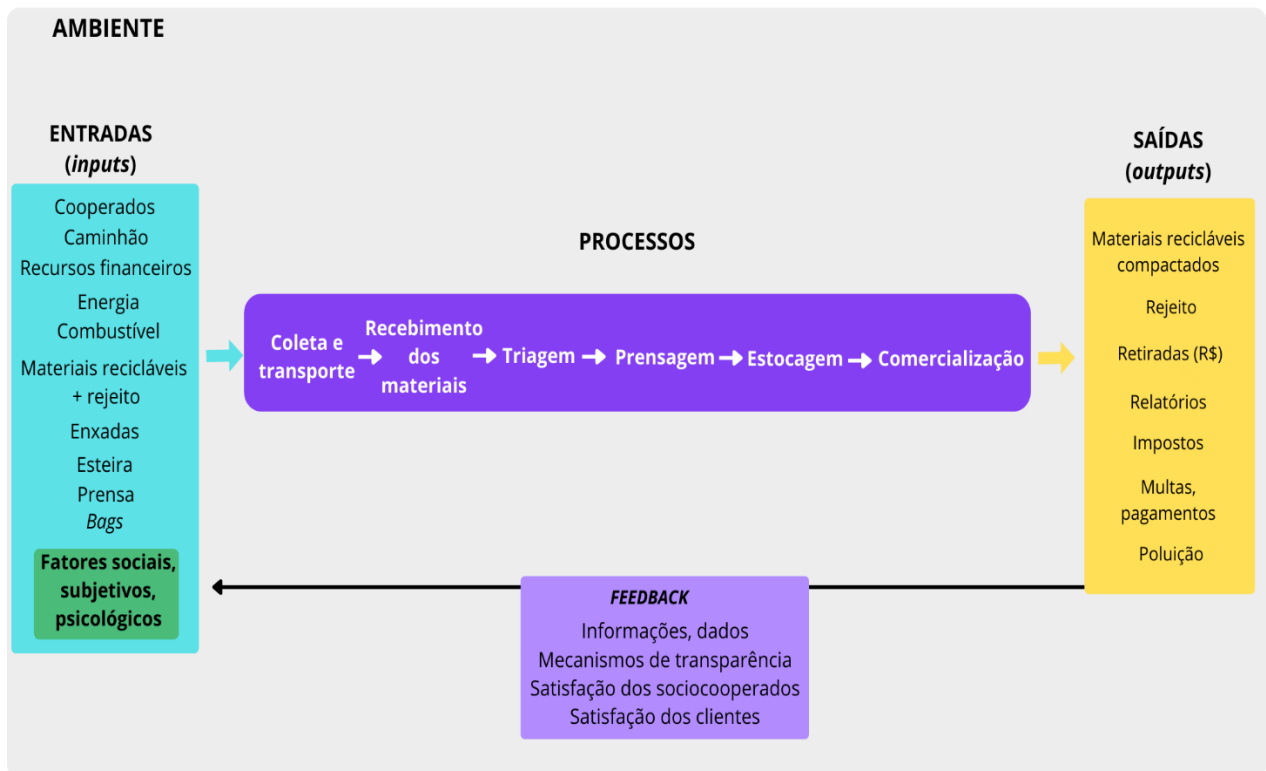 AMBIENTE
ENTRADAS
(inputs)
Cooperados
Caminhão
Recursos financeiros
Energia
Combustível
Materiais recicláveis
+ rejeito
Enxadas
Esteira
Prensa
Bags
Fatores sociais,
subjetivos,
psicológicos
PROCESSOS
Coleta e
transporte
Recebimento
dos
materiais
Triagem
Prensagem
Estocagem
Comercialização
SAÍDAS
(outputs)
Materiais recicláveis
compactados
Rejeito
Retiradas (R$)
Relatórios
Impostos
Multas,
pagamentos
Poluição
FEEDBACK
Informações, dados
Mecanismos de transparência
Satisfação dos sociocooperados
Satisfação dos clientes